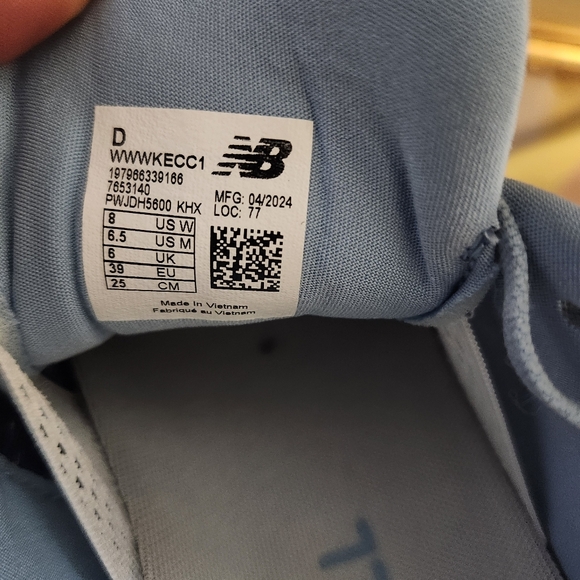 D
WWWKECC1
197966339166
7653140
PWJDH5600 KHX
NB
MFG: 04/2024
LOC: 77
8 US W
6.5 US M
6 UK
39 EU
25 CM
Made In Vietnam
Fabriqué au Vietnam